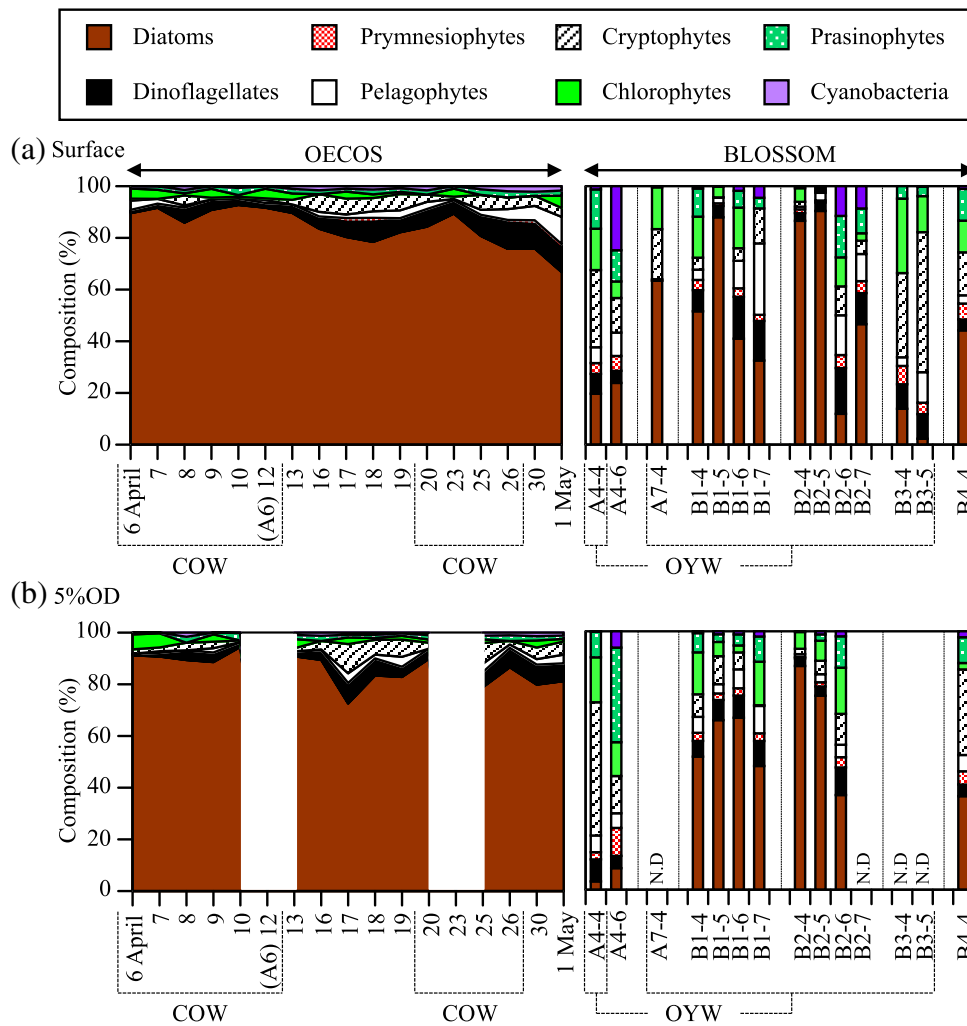 Diatoms Prymnesiophytes Cryptophytes Prasinophytes
Dinoflagellates Pelagophytes Chlorophytes Cyanobacteria
(a) Surface OECOS BLOSSOM
Composition (%)
100
80
60
40
20
0
6 April 7 8 9 10 (A6) 12 13 16 17 18 19 20 23 25 26 30 1 May A4-4 A4-6 A7-4 B1-4 B1-5 B1-6 B1-7 B2-4 B2-5 B2-6 B2-7 B3-4 B3-5 B4-4
COW COW OYW
(b) 5%OD
Composition (%)
100
80
60
40
20
0
N.D N.D N.D N.D
6 April 7 8 9 10 (A6) 12 13 16 17 18 19 20 23 25 26 30 1 May A4-4 A4-6 A7-4 B1-4 B1-5 B1-6 B1-7 B2-4 B2-5 B2-6 B2-7 B3-4 B3-5 B4-4
COW COW OYW